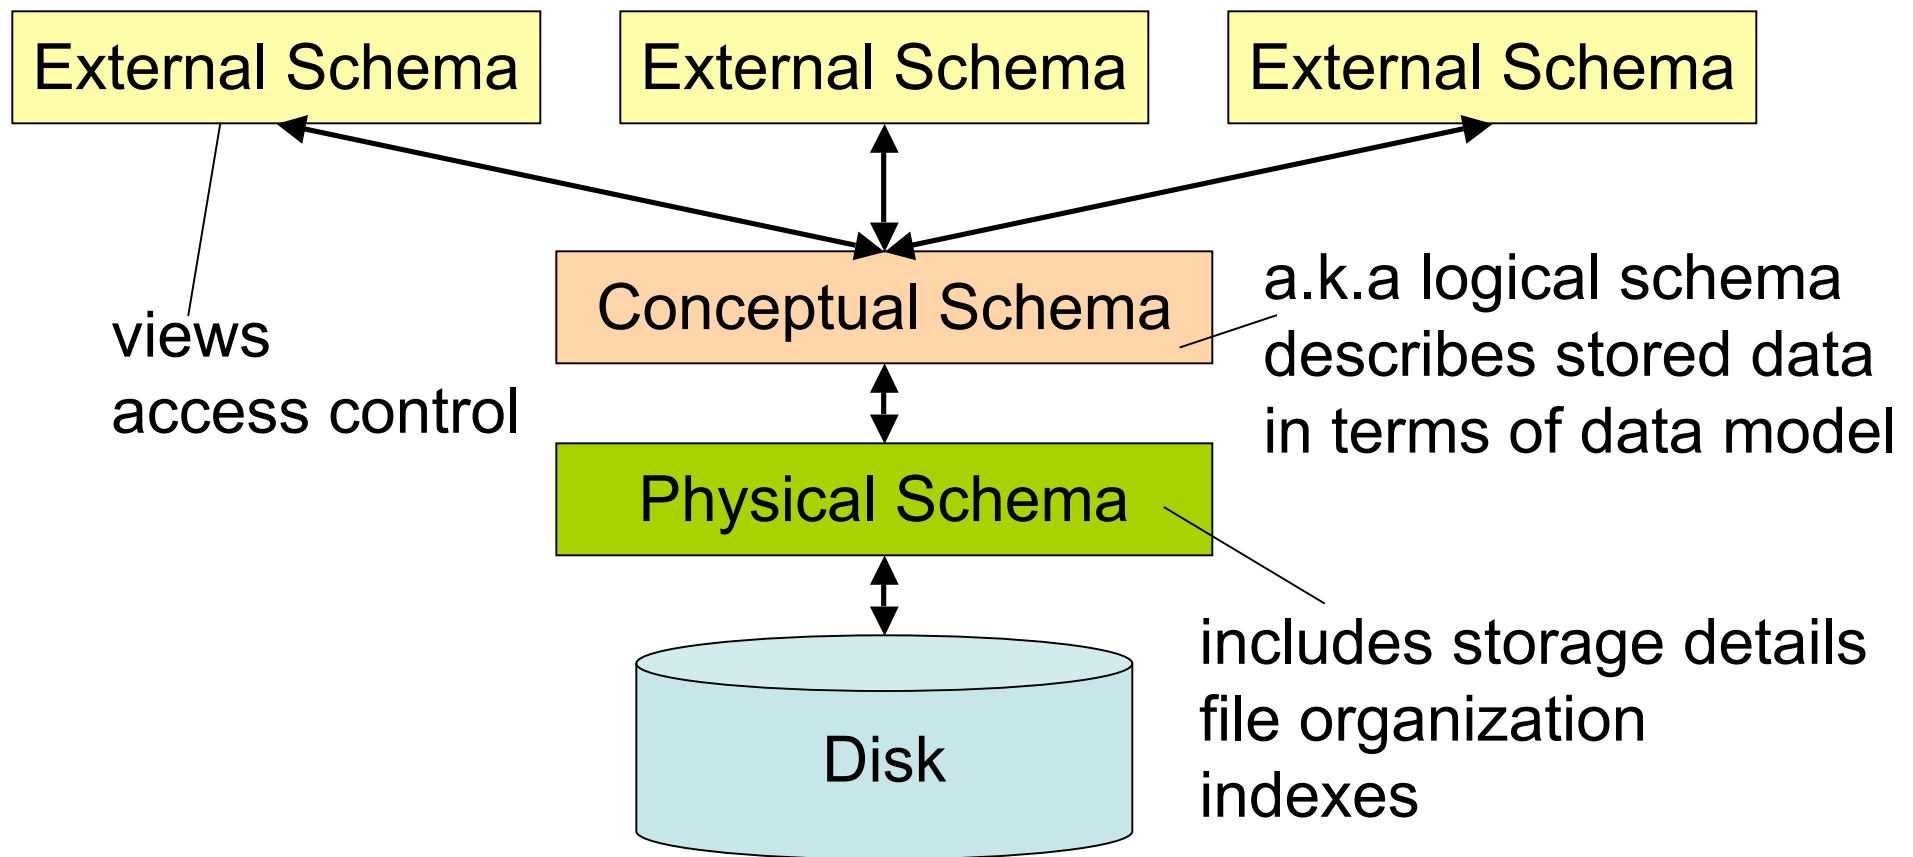 External Schema
External Schema
External Schema
Conceptual Schema
a.k.a logical schema
describes stored data
in terms of data model
views
access control
Physical Schema
includes storage details
file organization
indexes
Disk